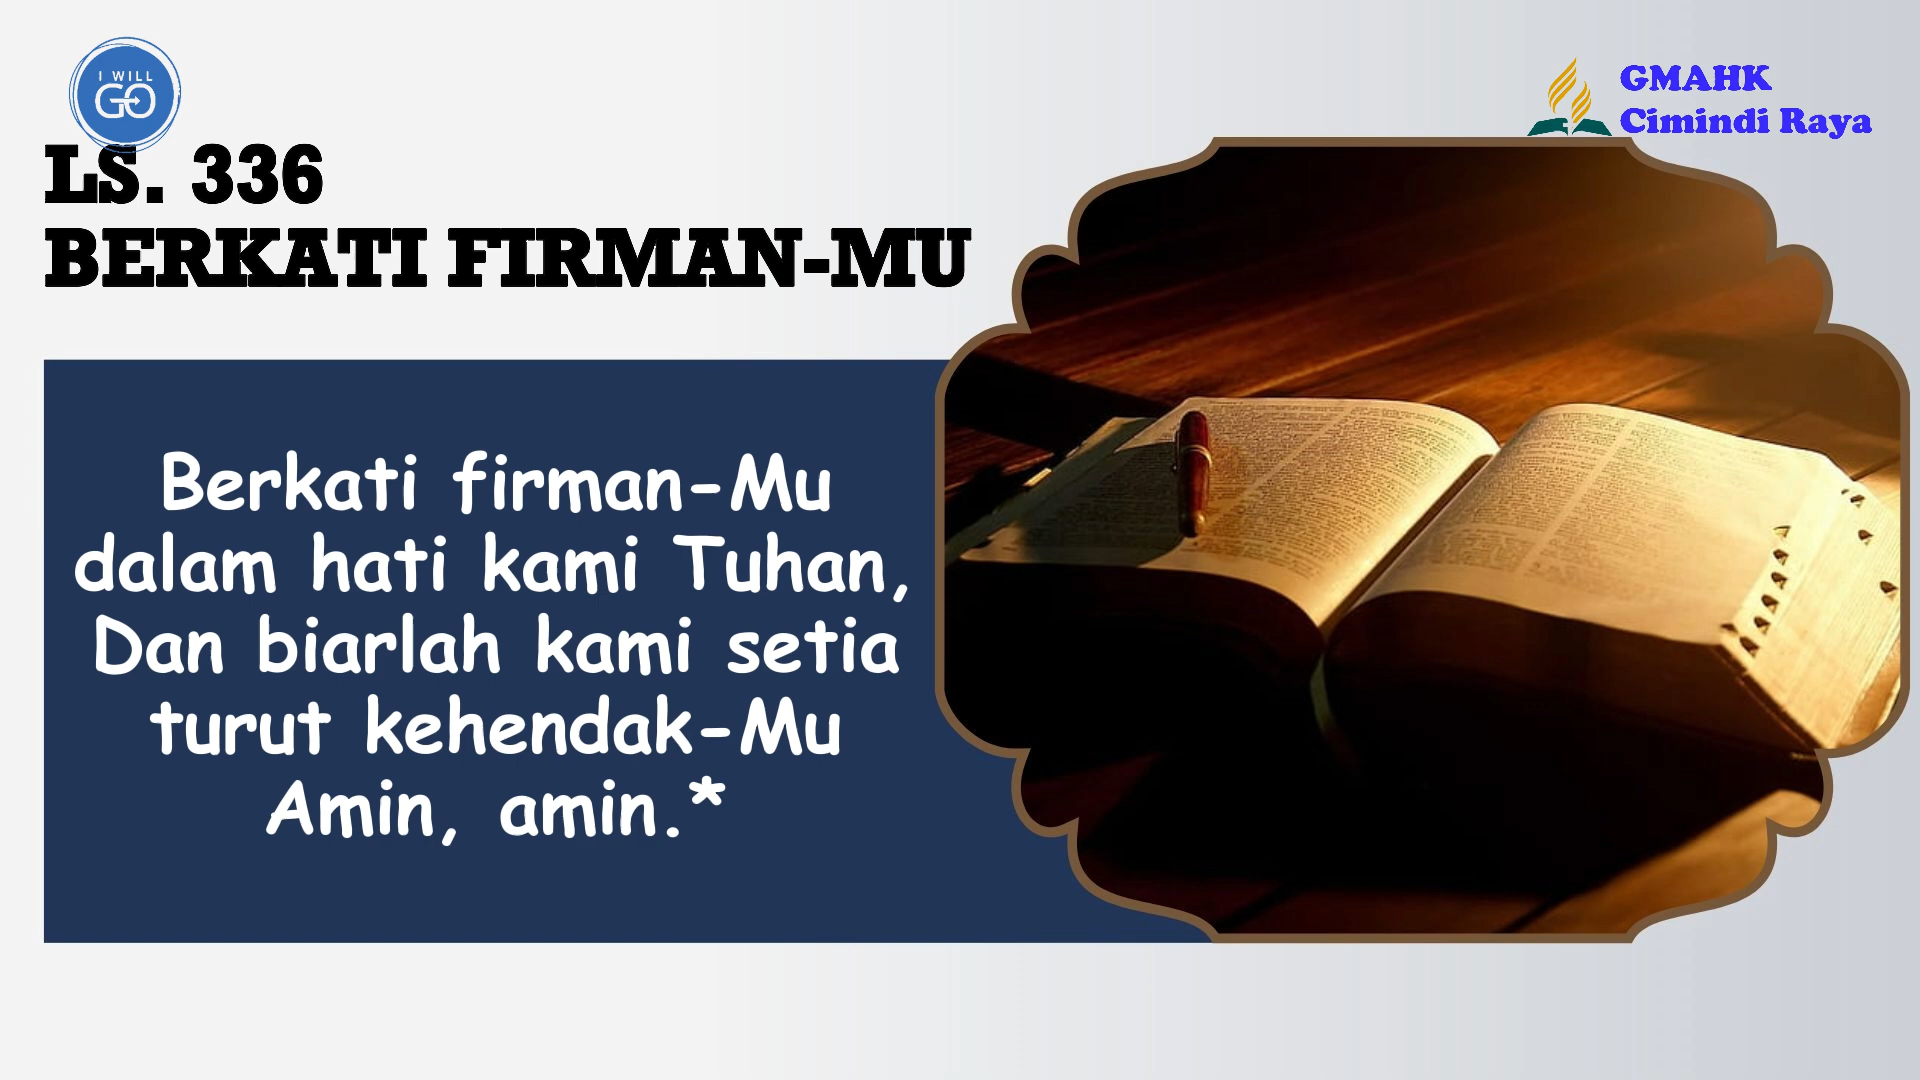 I WILL
GO
GMAHK
Cimindi Raya
LS. 336
BERKATI FIRMAN-MU
Berkati firman-Mu
dalam hati kami Tuhan,
Dan biarlah kami setia
turut kehendak-Mu
Amin, amin.*